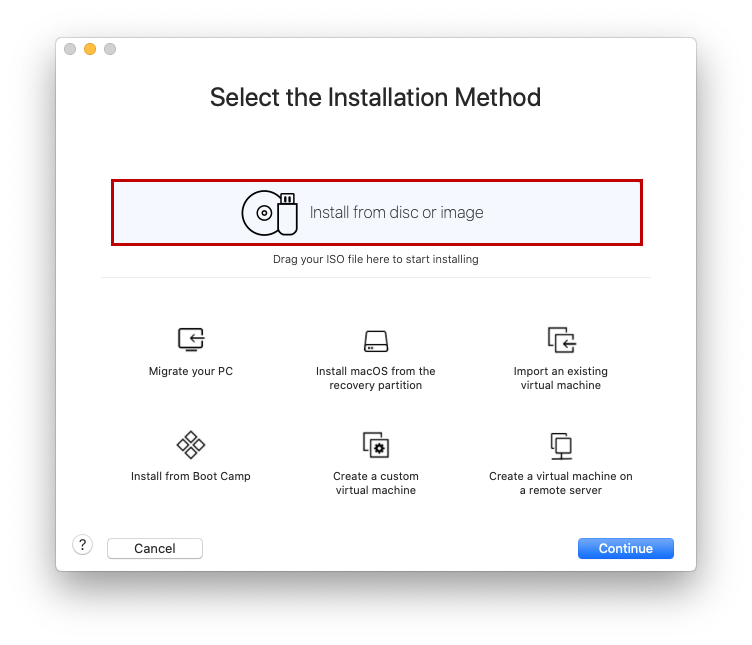 Select the Installation Method
Install from disc or image
Drag your ISO file here to start installing
Migrate your PC
Install macOS from the
recovery partition
Import an existing
virtual machine
Install from Boot Camp
Create a custom
virtual machine
Create a virtual machine on
a remote server
?
Cancel
Continue